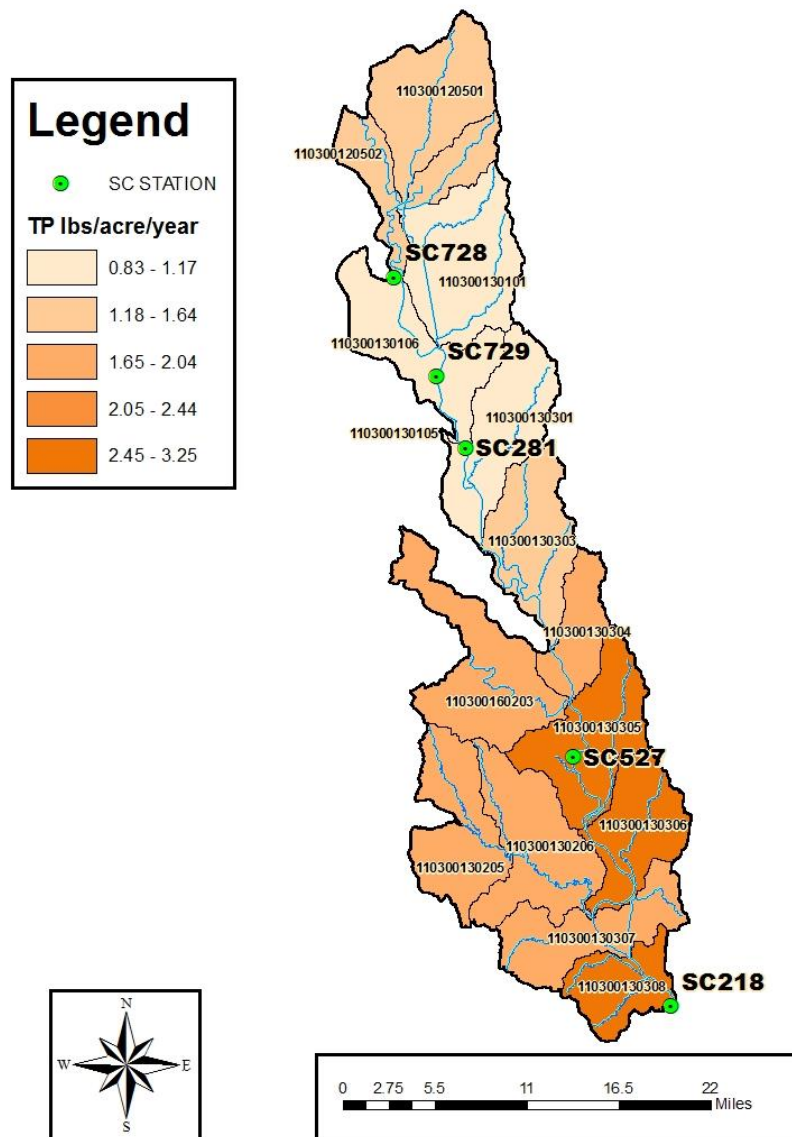 Legend
SC STATION
TP lbs/acre/year
0.83 - 1.17
1.18 - 1.64
1.65 - 2.04
2.05 - 2.44
2.45 - 3.25
110300120501
110300120502
SC728
110300130101
110300130106
SC729
110300130301
110300130105
SC281
110300130303
110300130304
110300160203
110300130305
SC527
110300130306
110300130206
110300130205
110300130307
SC218
110300130308
N
W E
S
0 2.75 5.5 11 16.5 22
Miles